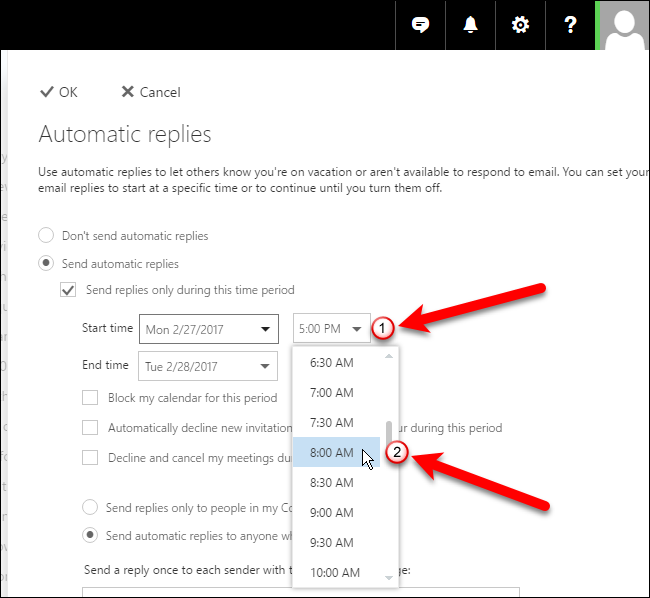 ?
OK
Cancel
Automatic replies
Use automatic replies to let others know you're on vacation or aren't available to respond to email. You can set your
email replies to start at a specific time or to continue until you turn them off.
Don't send automatic replies
Send automatic replies
Send replies only during this time period
Start time Mon 2/27/2017 5:00 PM 1
End time Tue 2/28/2017
6:30 AM
7:00 AM
7:30 AM
8:00 AM 2
8:30 AM
9:00 AM
9:30 AM
10:00 AM
Block my calendar for this period
Automatically decline new invitation ur during this period
Decline and cancel my meetings du
Send replies only to people in my Co
Send automatic replies to anyone wh
Send a reply once to each sender with t ge: